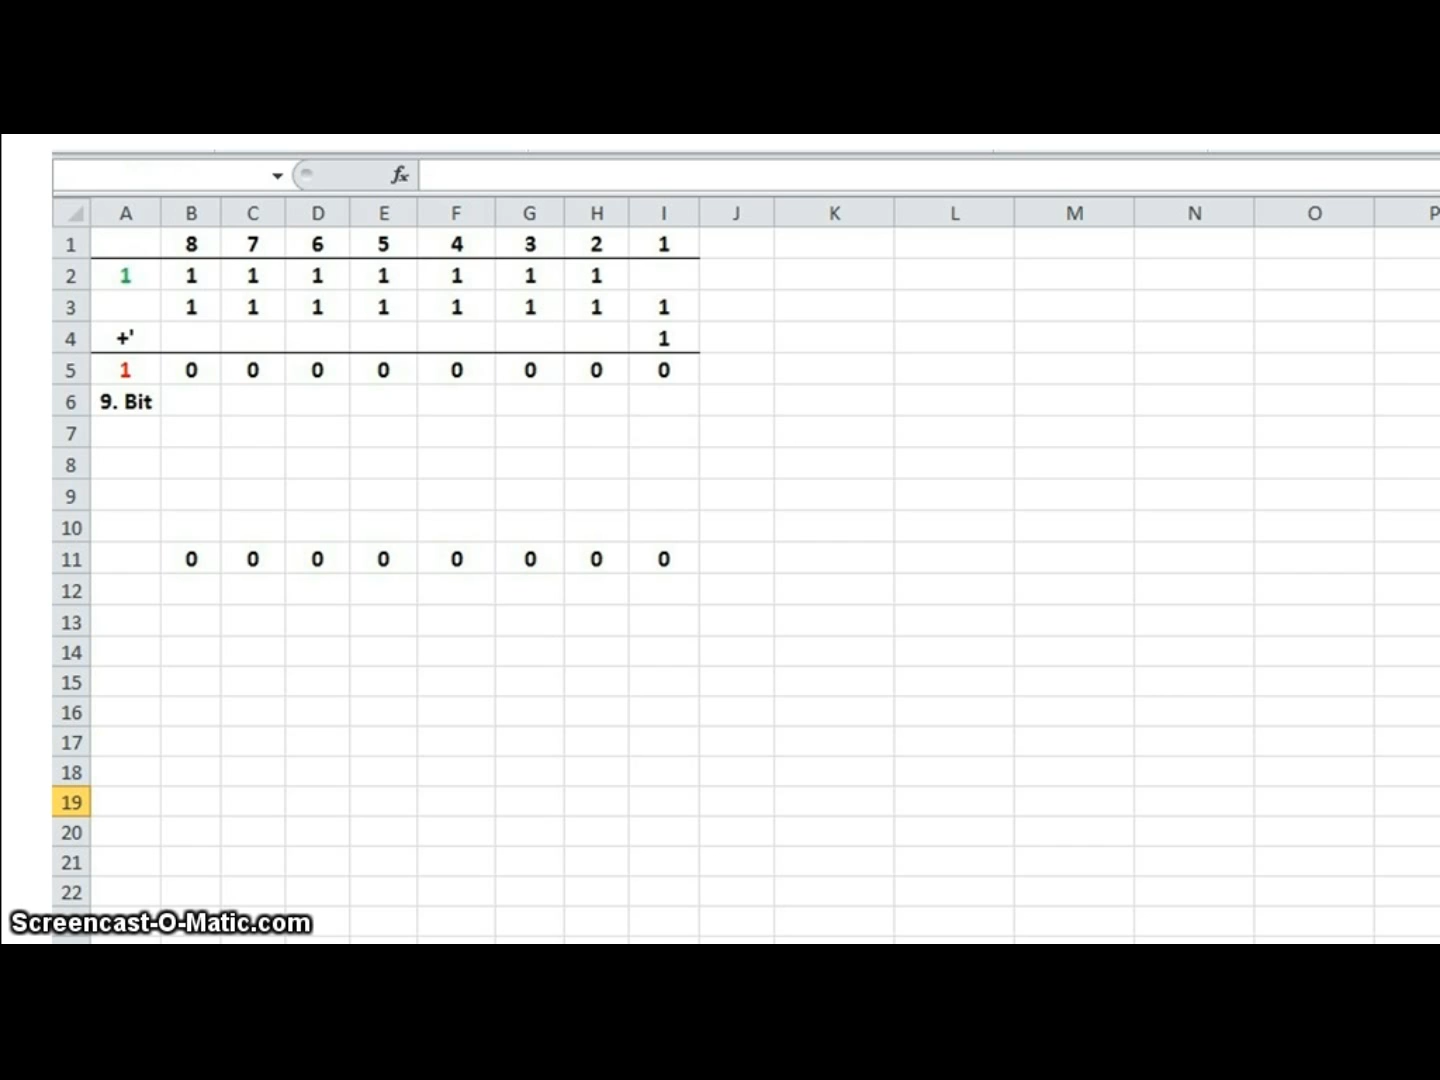 fx
A B C D E F G H I J K L M N O P
1 8 7 6 5 4 3 2 1
2 1 1 1 1 1 1 1 1
3 1 1 1 1 1 1 1 1
4 +' 1
5 1 0 0 0 0 0 0 0 0
6 9. Bit
7
8
9
10
11 0 0 0 0 0 0 0 0
12
13
14
15
16
17
18
19
20
21
22
Screencast-O-Matic.com